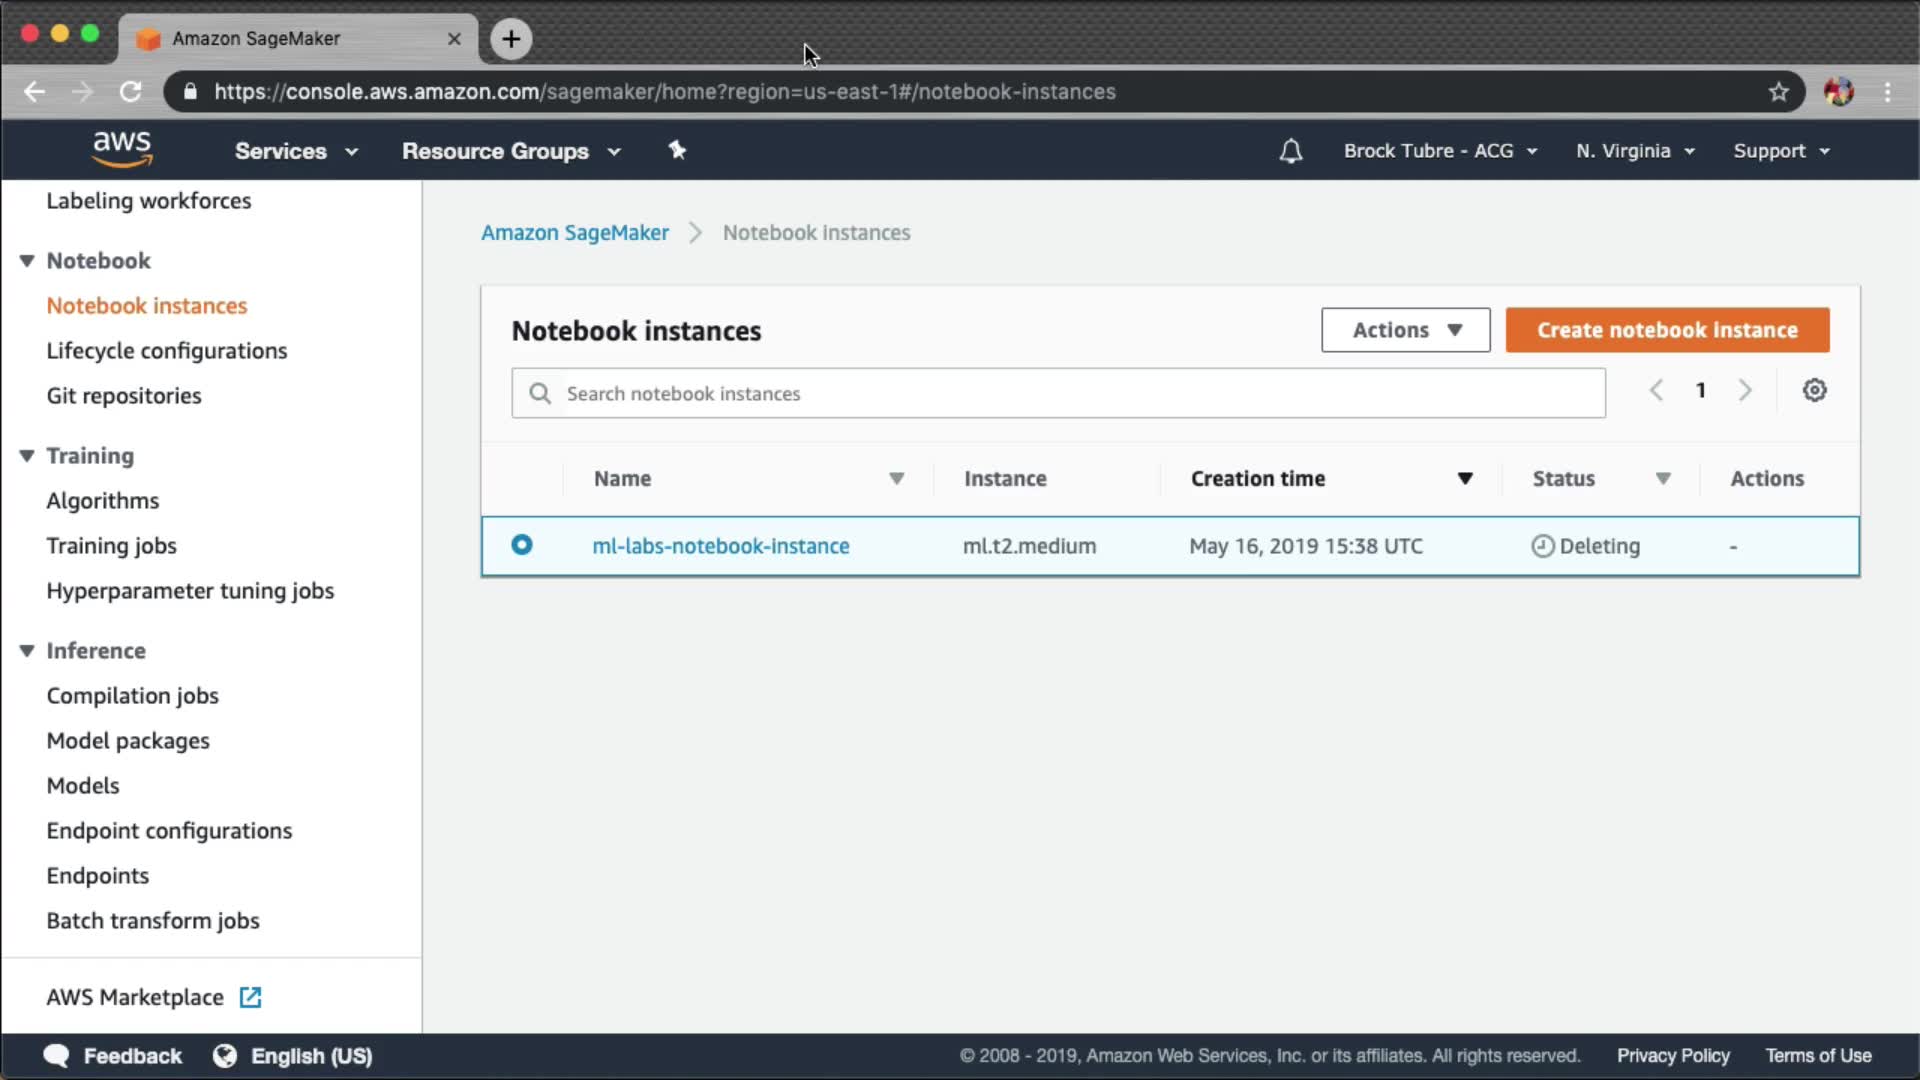 Amazon SageMaker
https://console.aws.amazon.com/sagemaker/home?region=us-east-1#/notebook-instances
aws
Services
Resource Groups
Brock Tubre - ACG
N. Virginia
Support
Labeling workforces
Notebook
Notebook instances
Lifecycle configurations
Git repositories
Training
Algorithms
Training jobs
Hyperparameter tuning jobs
Inference
Compilation jobs
Model packages
Models
Endpoint configurations
Endpoints
Batch transform jobs
AWS Marketplace
Amazon SageMaker > Notebook instances
Notebook instances
Actions
Create notebook instance
Search notebook instances
1
Name Instance Creation time Status Actions
ml-labs-notebook-instance ml.t2.medium May 16, 2019 15:38 UTC Deleting -
Feedback
English (US)
© 2008 - 2019, Amazon Web Services, Inc. or its affiliates. All rights reserved.
Privacy Policy
Terms of Use